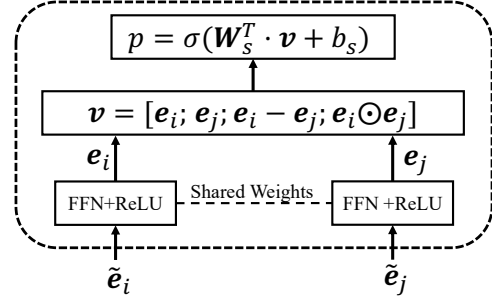 p = σ(W_s^T · v + b_s)
v = [e_i; e_j; e_i − e_j; e_i⊙e_j]
e_i e_j
FFN+ReLU Shared Weights FFN +ReLU
ẽ_i ẽ_j